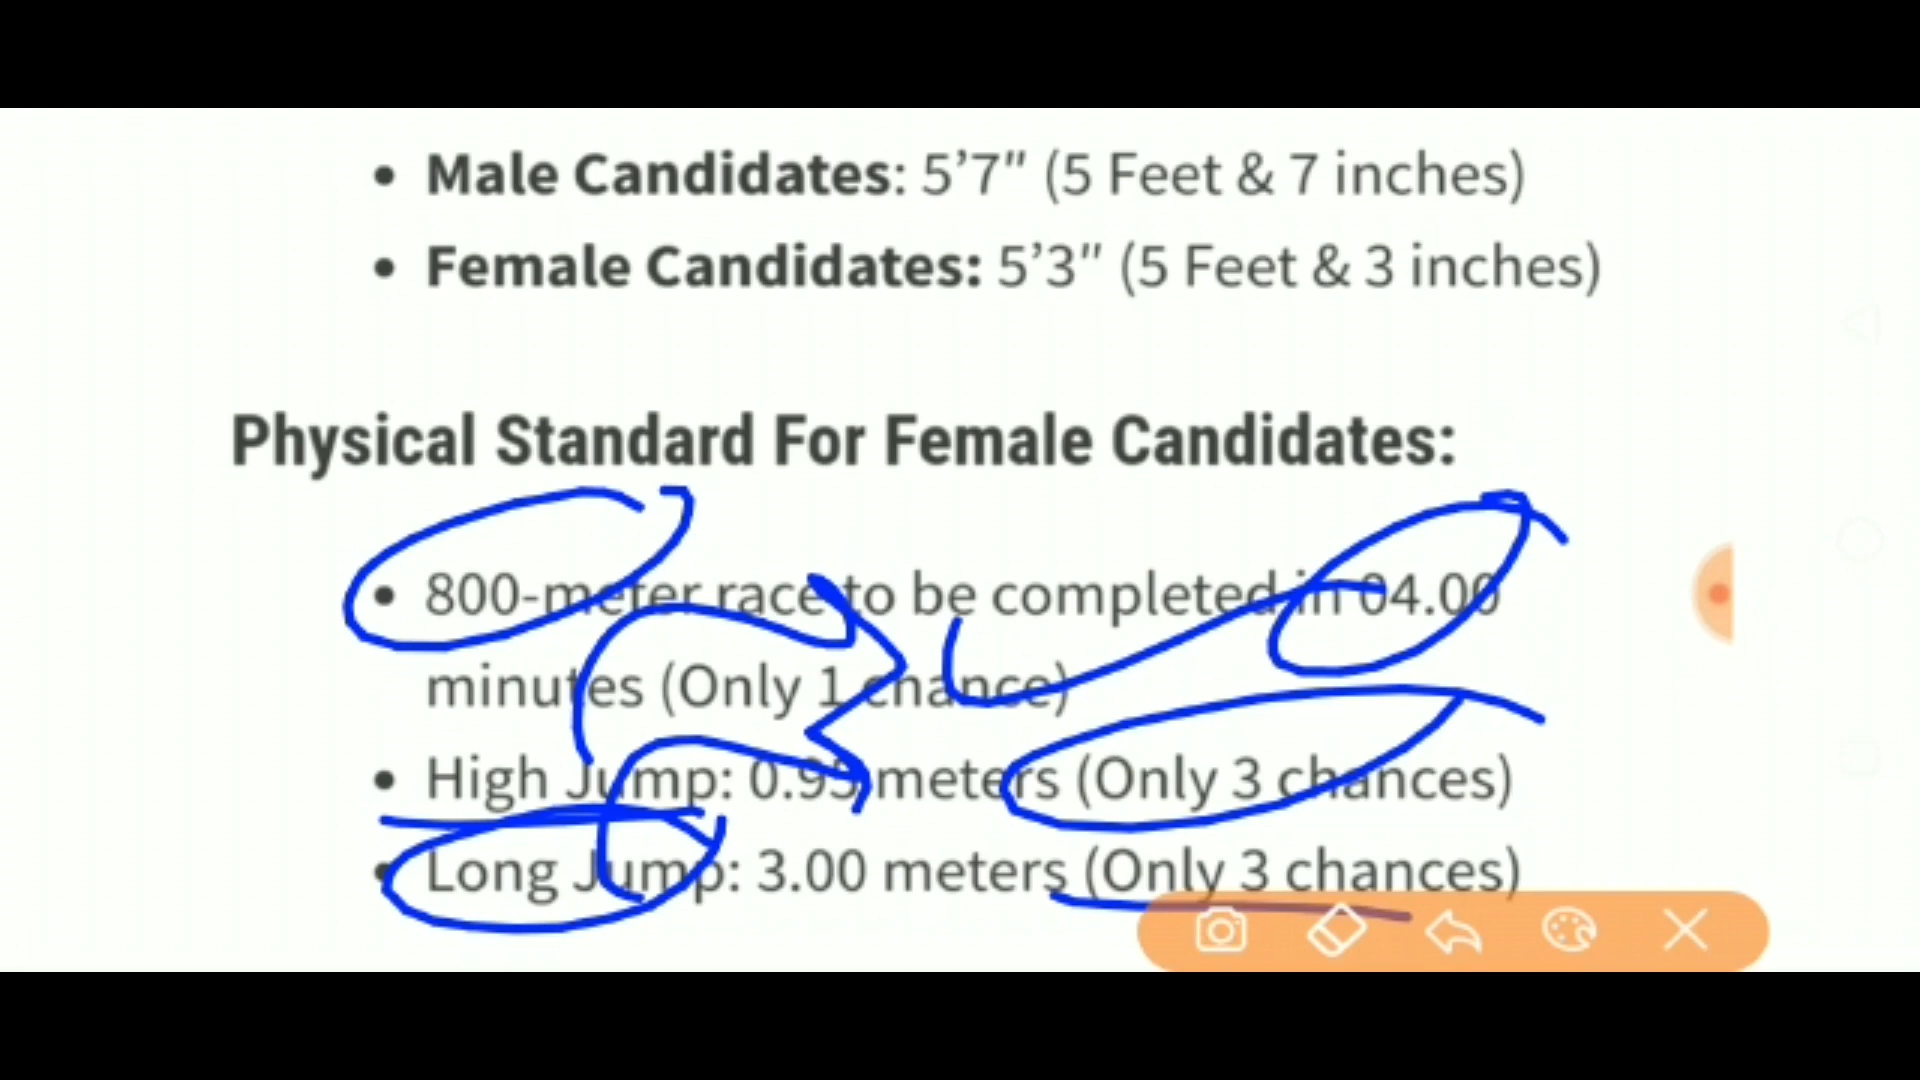 • Male Candidates: 5’7″ (5 Feet & 7 inches)
• Female Candidates: 5’3″ (5 Feet & 3 inches)
Physical Standard For Female Candidates:
• 800-meter race to be completed in 04.00
minutes (Only 1 chance)
• High Jump: 0.95 meters (Only 3 chances)
• Long Jump: 3.00 meters (Only 3 chances)